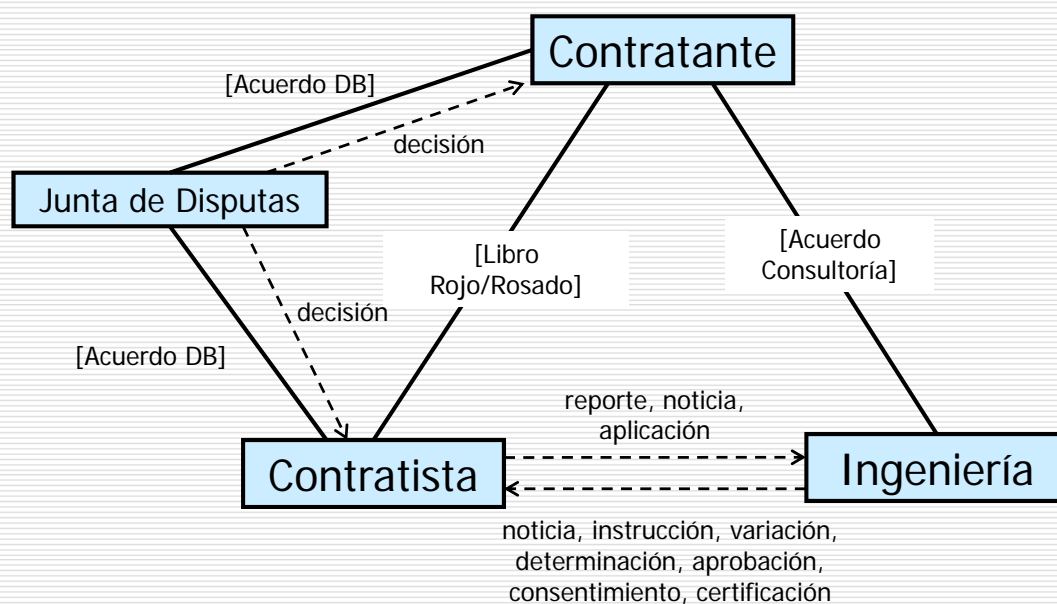 Contratante
[Acuerdo DB]
decisión
Junta de Disputas
[Libro
Rojo/Rosado]
[Acuerdo
Consultoría]
decisión
[Acuerdo DB]
reporte, noticia,
aplicación
Contratista
Ingeniería
noticia, instrucción, variación,
determinación, aprobación,
consentimiento, certificación